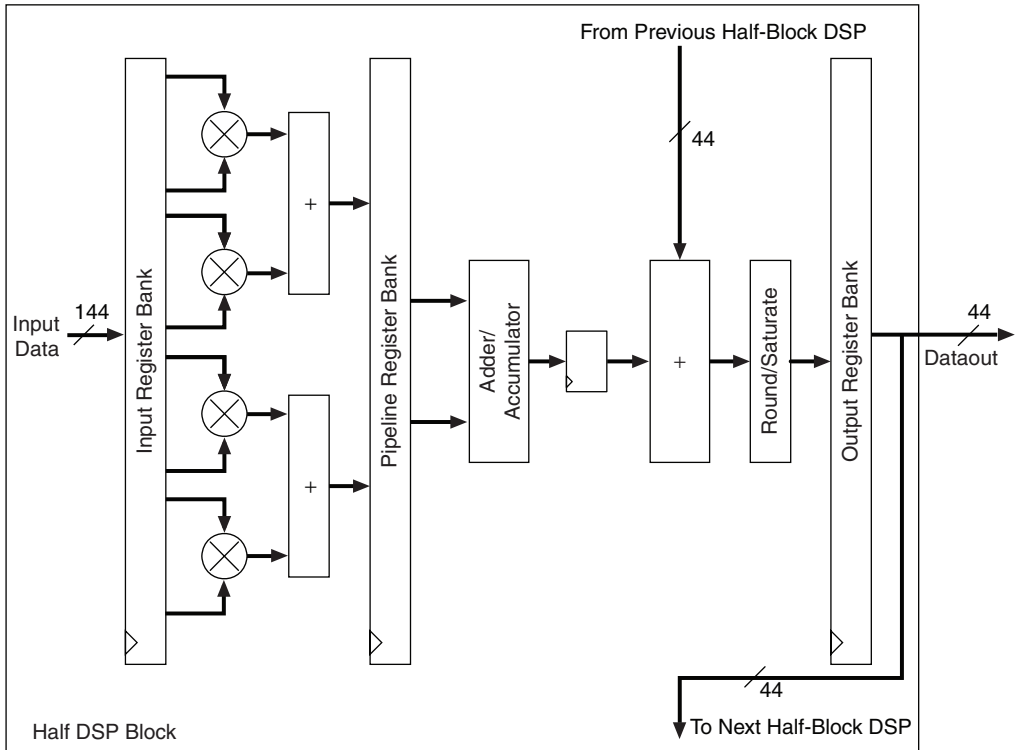 From Previous Half-Block DSP
44
+
Input
Data
144
Input Register Bank
+
Pipeline Register Bank
Adder/
Accumulator
+
Round/Saturate
Output Register Bank
44
Dataout
44
To Next Half-Block DSP
Half DSP Block